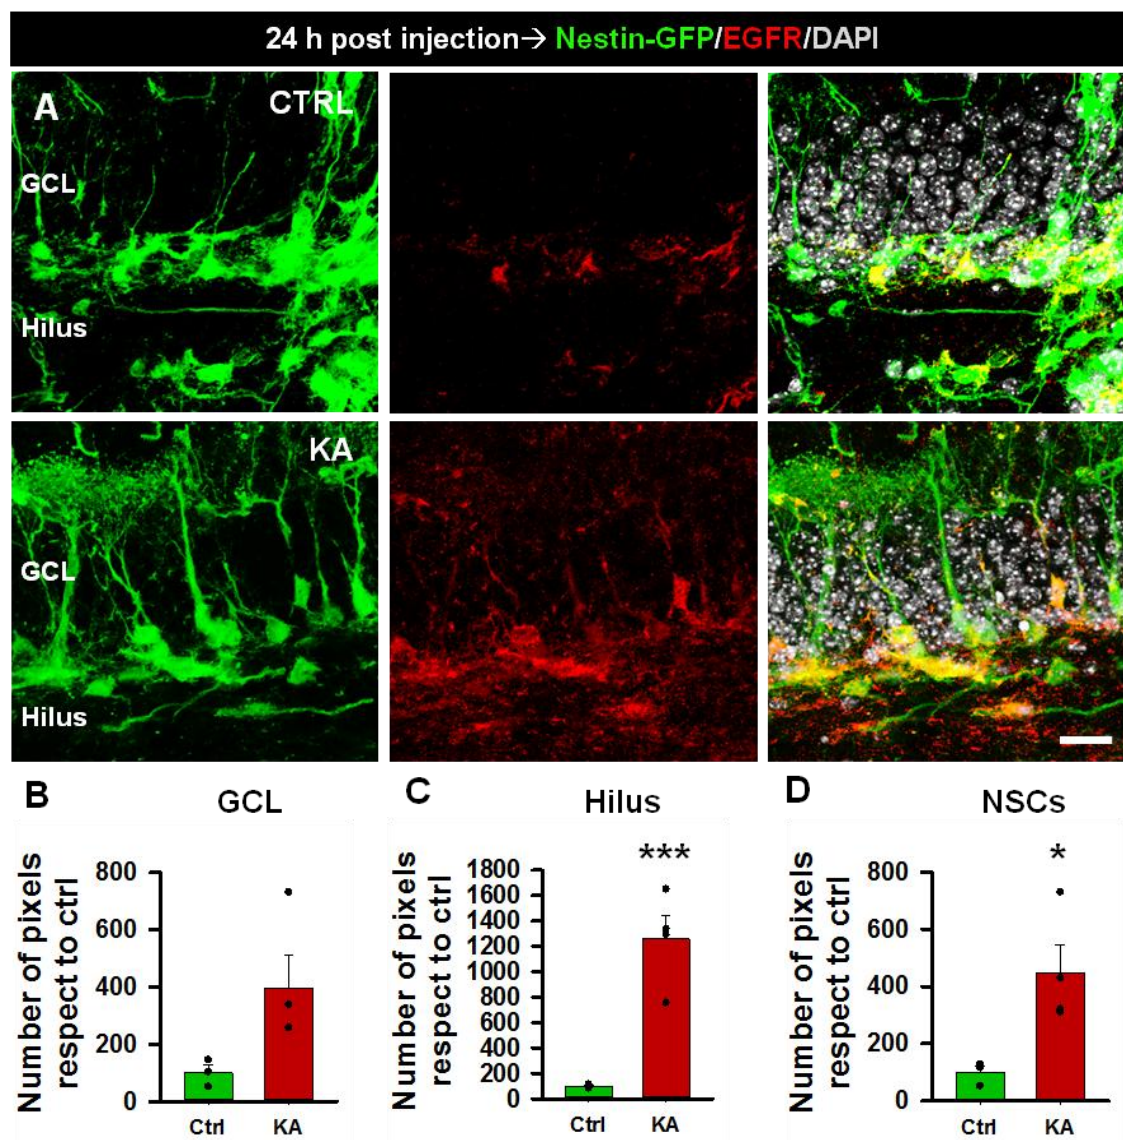 24 h post injection→ Nestin-GFP/EGFR/DAPI
A
CTRL
GCL
Hilus
KA
GCL
Hilus
B
GCL
Number of pixels
respect to ctrl
800
600
400
200
0
Ctrl
KA
C
Hilus
Number of pixels
respect to ctrl
***
1800
1600
1400
1200
1000
800
600
400
200
0
Ctrl
KA
D
NSCs
Number of pixels
respect to ctrl
*
800
600
400
200
0
Ctrl
KA